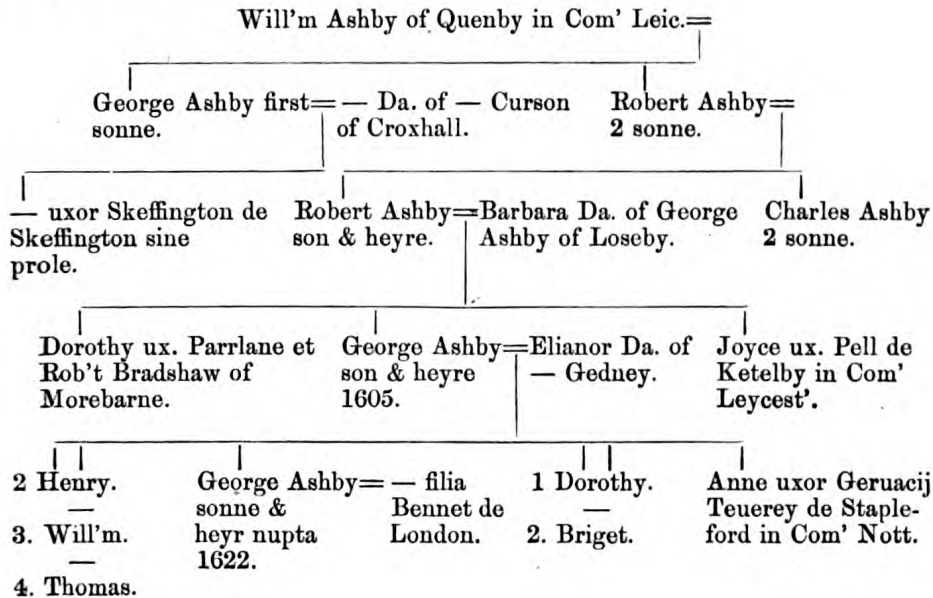 Will'm Ashby of Quenby in Com' Leic.=
George Ashby first= — Da. of — Curson
sonne. of Croxhall.
Robert Ashby=
2 sonne.
— uxor Skeffington de
Skeffington sine
prole.
Robert Ashby=Barbara Da. of George
son & heyre. Ashby of Loseby.
Charles Ashby
2 sonne.
Dorothy ux. Parrlane et
Rob't Bradshaw of
Morebarne.
George Ashby=Elianor Da. of
son & heyre — Gedney.
1605.
Joyce ux. Pell de
Ketelby in Com'
Leycest'.
2 Henry.
—
3. Will'm.
—
4. Thomas.
George Ashby= — filia
sonne & Bennet de
heyr nupta London.
1622.
1 Dorothy.
—
2. Briget.
Anne uxor Geruacij
Teuerey de Staple-
ford in Com' Nott.